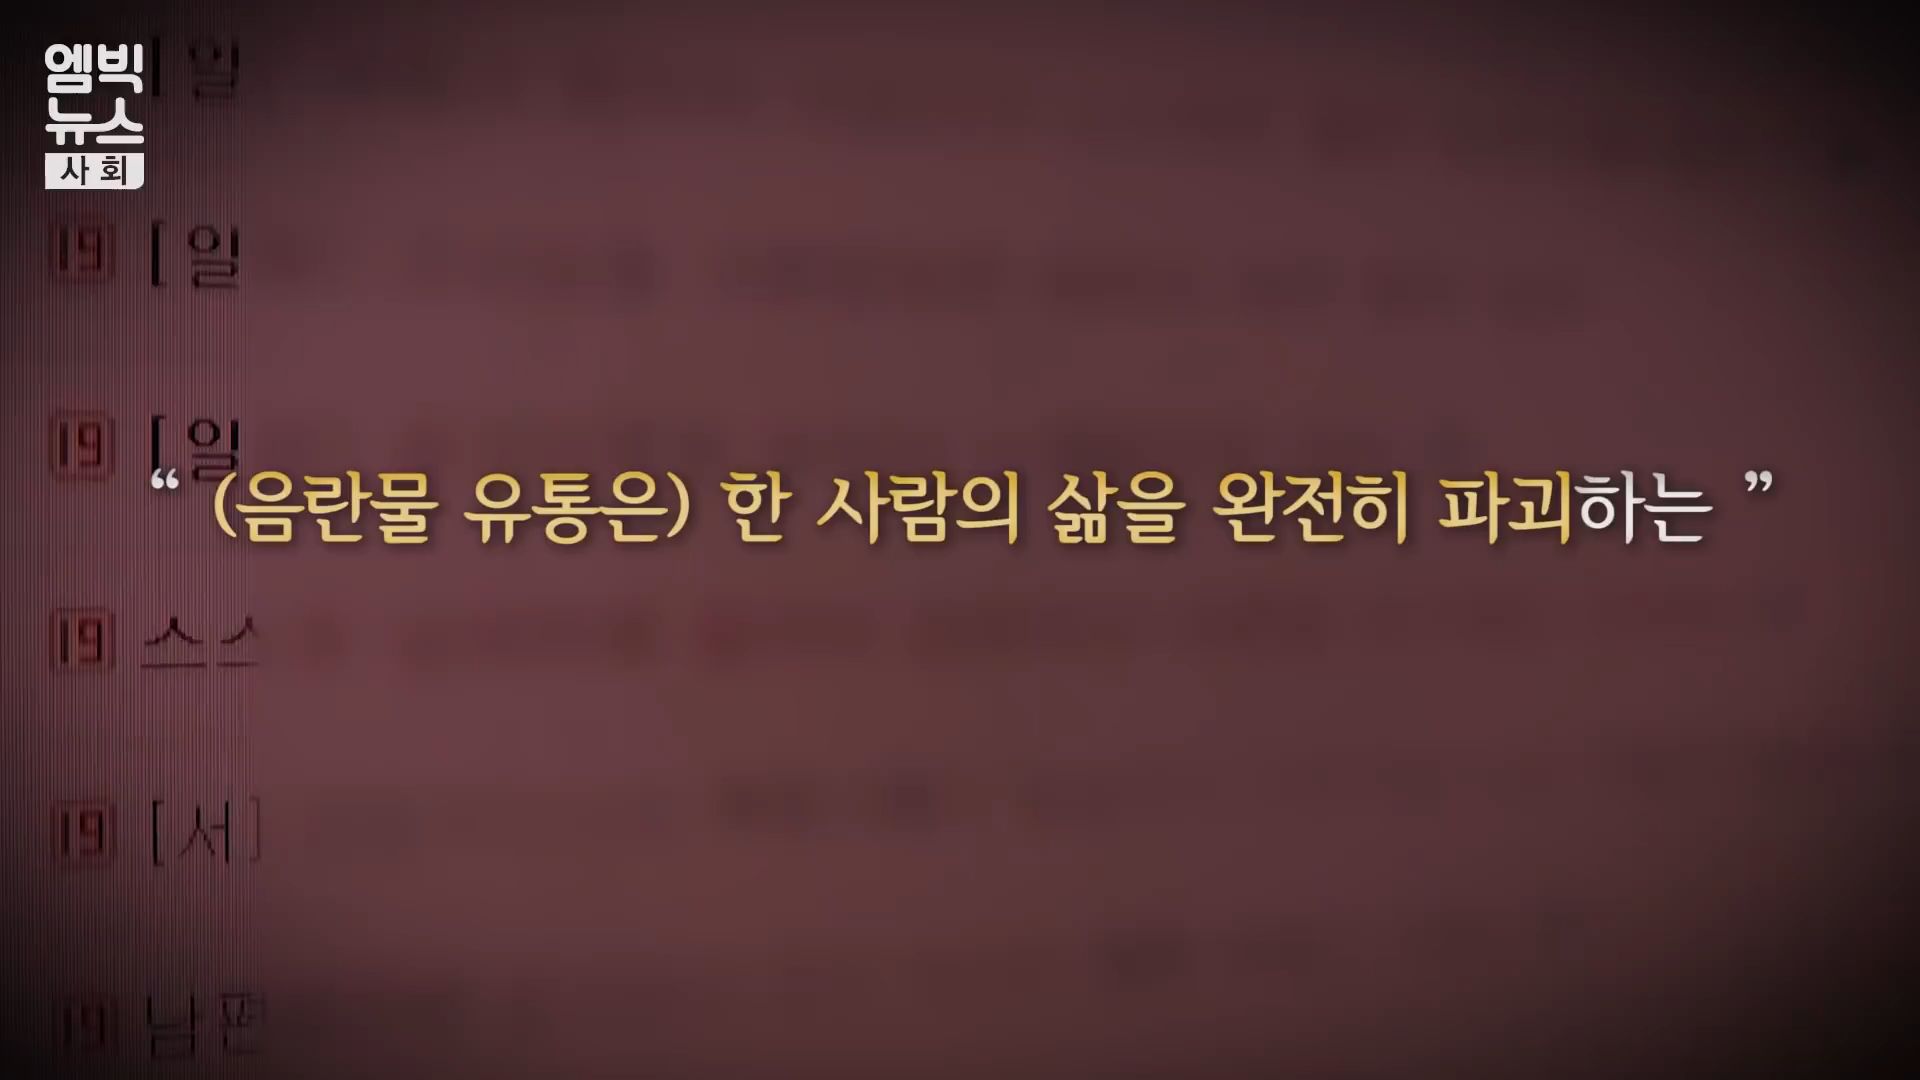 엠빅
뉴스
사회
[일
19 [일
19 [일
“ (음란물 유통은) 한 사람의 삶을 완전히 파괴하는 ”
19 스스
19 [서]
19 남편